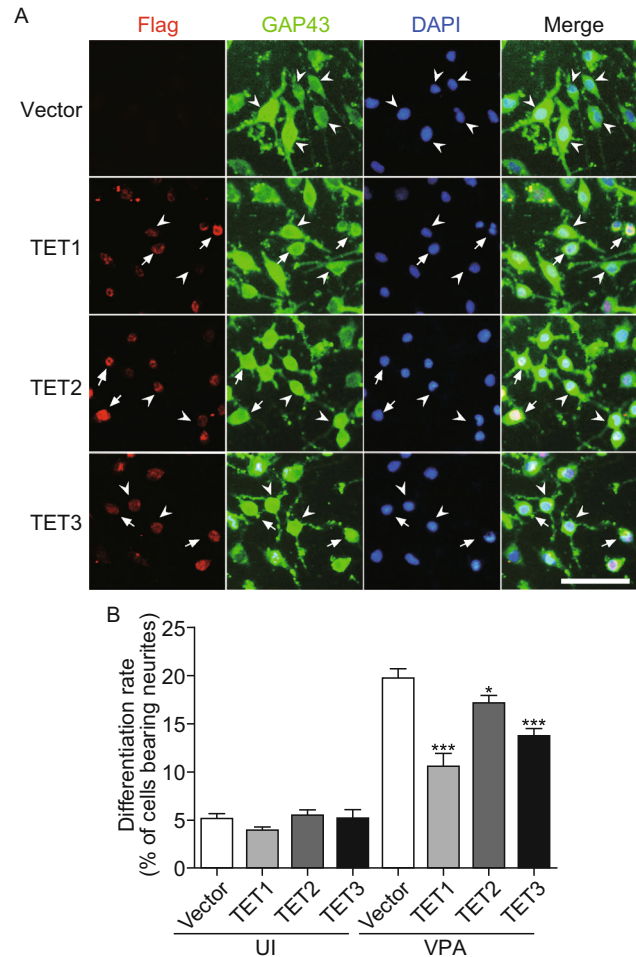 A
Flag GAP43 DAPI Merge
Vector
TET1
TET2
TET3
B
Differentiation rate
(% of cells bearing neurites)
25
20
15
10
5
0
*** * ***
Vector TET1 TET2 TET3 Vector TET1 TET2 TET3
UI VPA